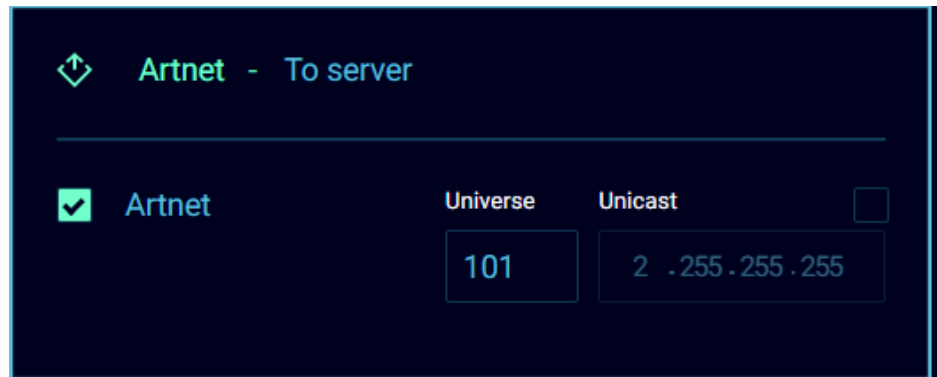 Artnet - To server
Artnet
Universe
Unicast
101
2 .255.255.255